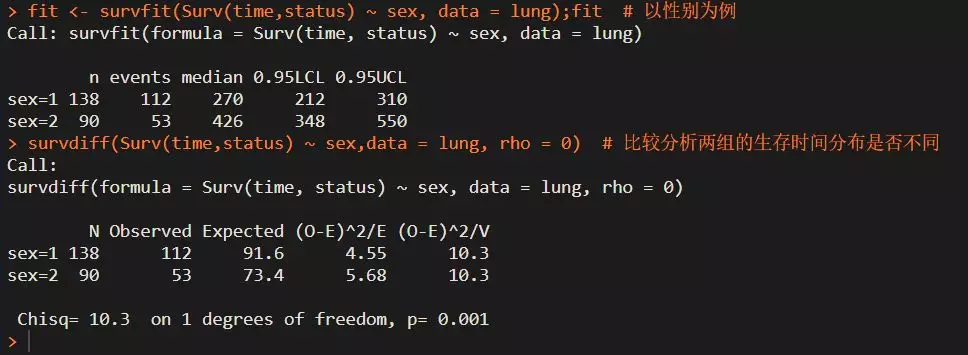 > fit <- survfit(Surv(time,status) ~ sex, data = lung);fit  # 以性别为例
Call: survfit(formula = Surv(time, status) ~ sex, data = lung)
n events median 0.95LCL 0.95UCL
sex=1 138    112    270     212     310
sex=2  90     53    426     348     550
> survdiff(Surv(time,status) ~ sex,data = lung, rho = 0)  # 比较分析两组的生存时间分布是否不同
Call:
survdiff(formula = Surv(time, status) ~ sex, data = lung, rho = 0)
N Observed Expected (O-E)^2/E (O-E)^2/V
sex=1 138      112     91.6      4.55      10.3
sex=2  90       53     73.4      5.68      10.3
Chisq= 10.3  on 1 degrees of freedom, p= 0.001
>